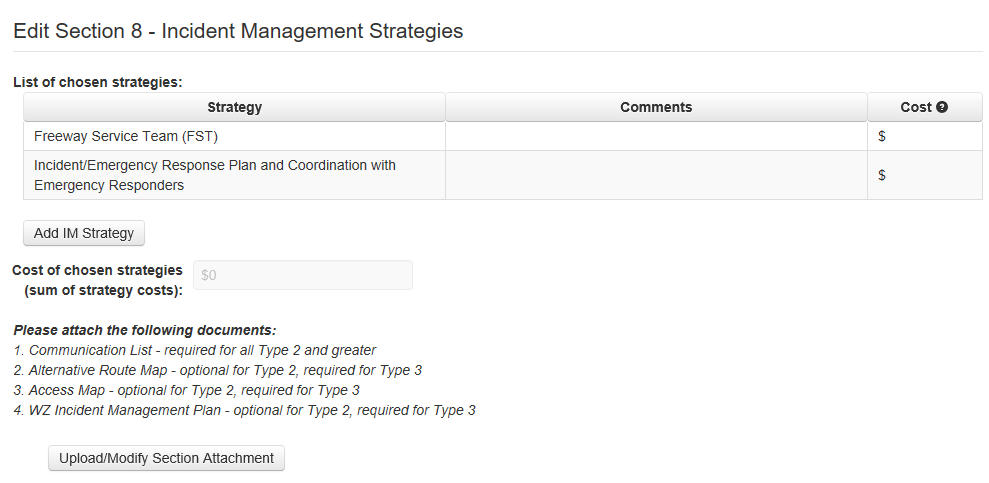 Edit Section 8 - Incident Management Strategies
List of chosen strategies:
Strategy Comments Cost ?
Freeway Service Team (FST) $
Incident/Emergency Response Plan and Coordination with
Emergency Responders $
Add IM Strategy
Cost of chosen strategies
(sum of strategy costs): $0
Please attach the following documents:
1. Communication List - required for all Type 2 and greater
2. Alternative Route Map - optional for Type 2, required for Type 3
3. Access Map - optional for Type 2, required for Type 3
4. WZ Incident Management Plan - optional for Type 2, required for Type 3
Upload/Modify Section Attachment